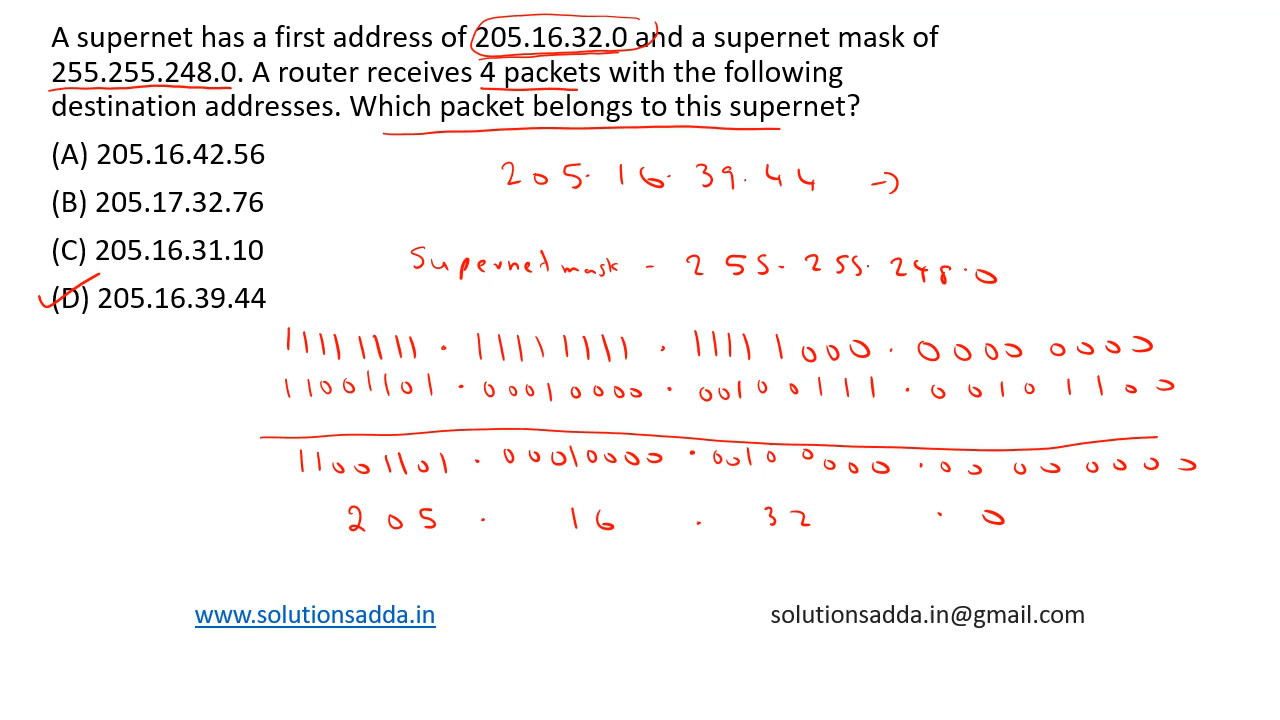 A supernet has a first address of 205.16.32.0 and a supernet mask of
255.255.248.0. A router receives 4 packets with the following
destination addresses. Which packet belongs to this supernet?
(A) 205.16.42.56
(B) 205.17.32.76
(C) 205.16.31.10
(D) 205.16.39.44
205.16.39.44 →
Supernet mask - 255.255.248.0
11111111.11111111.11111000.00000000
11001101.00010000.00100111.00101100
11001101.00010000.00100000.00000000
205.16.32.0
www.solutionsadda.in
solutionsadda.in@gmail.com